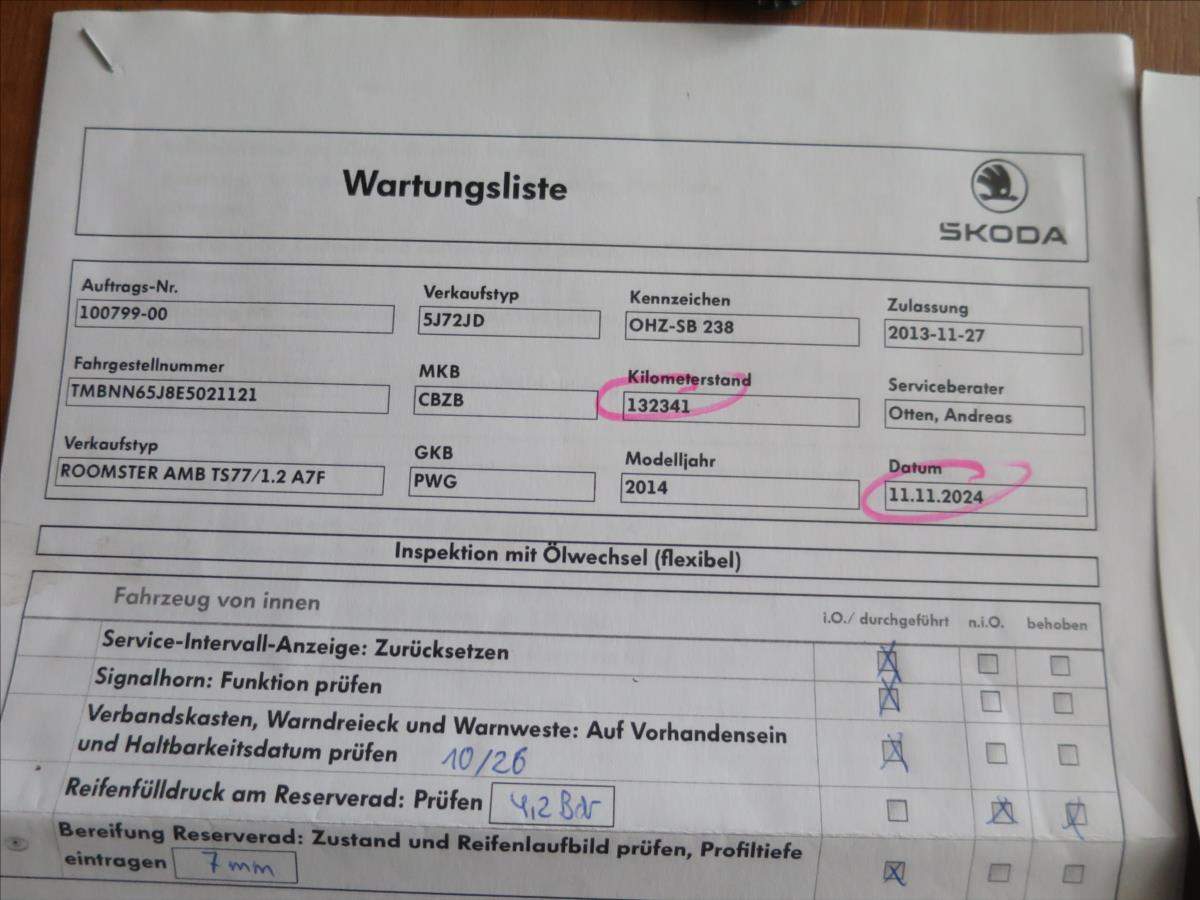 Wartungsliste
SKODA
Auftrags-Nr. Verkaufstyp Kennzeichen Zulassung
100799-00 5J72JD OHZ-SB 238 2013-11-27
Fahrgestellnummer MKB Kilometerstand Serviceberater
TMBNN65J8E5021121 CBZB 132341 Otten, Andreas
Verkaufstyp GKB Modelljahr Datum
ROOMSTER AMB TS77/1.2 A7F PWG 2014 11.11.2024
Inspektion mit Ölwechsel (flexibel)
Fahrzeug von innen i.O./ durchgeführt n.i.O. behoben
Service-Intervall-Anzeige: Zurücksetzen
Signalhorn: Funktion prüfen
Verbandskasten, Warndreieck und Warnweste: Auf Vorhandensein
und Haltbarkeitsdatum prüfen 10/26
Reifenfülldruck am Reserverad: Prüfen 4,2 Bar
Bereifung Reserverad: Zustand und Reifenlaufbild prüfen, Profiltiefe
eintragen 7 mm